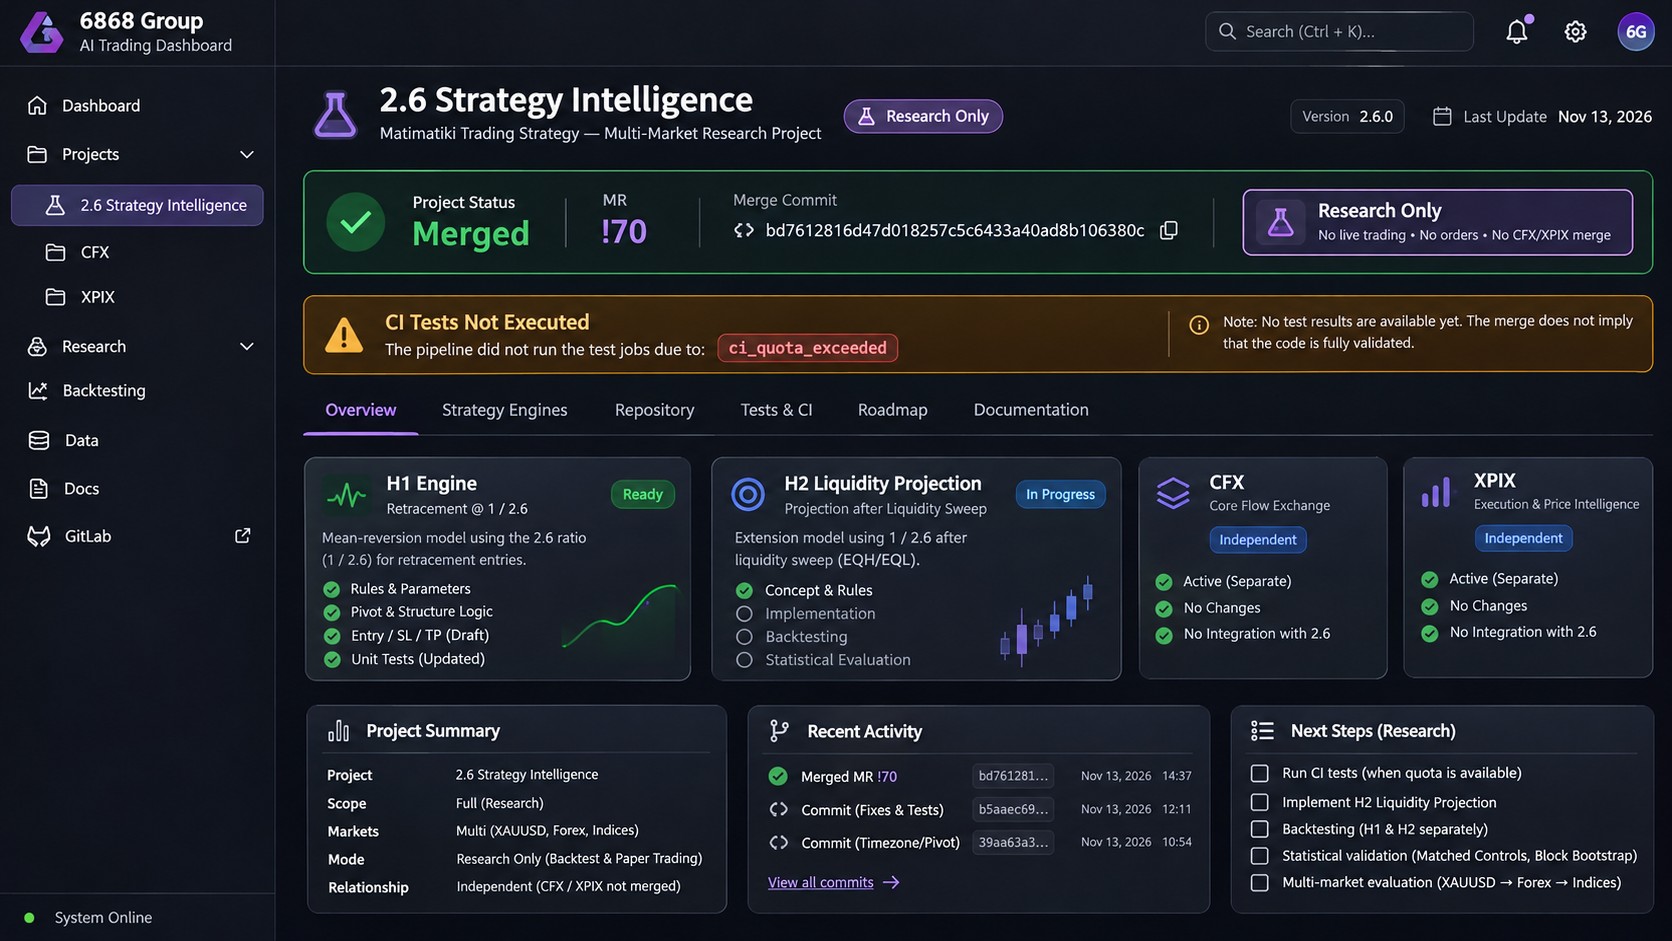 6868 Group
AI Trading Dashboard
Search (Ctrl + K)...
6G
Dashboard
Projects
2.6 Strategy Intelligence
CFX
XPIX
Research
Backtesting
Data
Docs
GitLab
System Online
2.6 Strategy Intelligence
Matimatiki Trading Strategy — Multi-Market Research Project
Research Only
Version 2.6.0
Last Update Nov 13, 2026
Project Status
Merged
MR
!70
Merge Commit
bd7612816d47d018257c5c6433a40ad8b106380c
Research Only
No live trading • No orders • No CFX/XPIX merge
CI Tests Not Executed
The pipeline did not run the test jobs due to: ci_quota_exceeded
Note: No test results are available yet. The merge does not imply
that the code is fully validated.
Overview
Strategy Engines
Repository
Tests & CI
Roadmap
Documentation
H1 Engine
Retracement @ 1 / 2.6
Ready
Mean-reversion model using the 2.6 ratio
(1 / 2.6) for retracement entries.
Rules & Parameters
Pivot & Structure Logic
Entry / SL / TP (Draft)
Unit Tests (Updated)
H2 Liquidity Projection
Projection after Liquidity Sweep
In Progress
Extension model using 1 / 2.6 after
liquidity sweep (EQH/EQL).
Concept & Rules
Implementation
Backtesting
Statistical Evaluation
CFX
Core Flow Exchange
Independent
Active (Separate)
No Changes
No Integration with 2.6
XPIX
Execution & Price Intelligence
Independent
Active (Separate)
No Changes
No Integration with 2.6
Project Summary
Project 2.6 Strategy Intelligence
Scope Full (Research)
Markets Multi (XAUUSD, Forex, Indices)
Mode Research Only (Backtest & Paper Trading)
Relationship Independent (CFX / XPIX not merged)
Recent Activity
Merged MR !70 bd761281... Nov 13, 2026 14:37
Commit (Fixes & Tests) b5aaec69... Nov 13, 2026 12:11
Commit (Timezone/Pivot) 39aa63a3... Nov 13, 2026 10:54
View all commits →
Next Steps (Research)
Run CI tests (when quota is available)
Implement H2 Liquidity Projection
Backtesting (H1 & H2 separately)
Statistical validation (Matched Controls, Block Bootstrap)
Multi-market evaluation (XAUUSD → Forex → Indices)